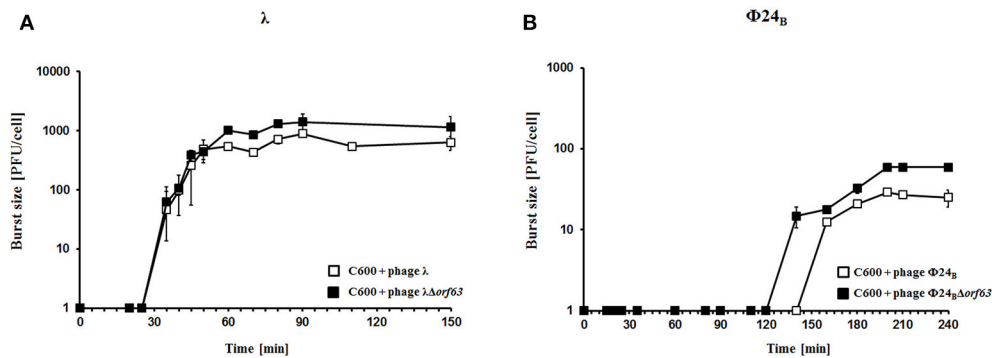 A
λ
Burst size [PFU/cell]
10000
1000
100
10
1
0
30
60
90
120
150
Time [min]
C600 + phage λ
C600 + phage λΔorf63
B
Φ24B
Burst size [PFU/cell]
1000
100
10
1
0
30
60
90
120
150
180
210
240
Time [min]
C600 + phage Φ24B
C600 + phage Φ24BΔorf63